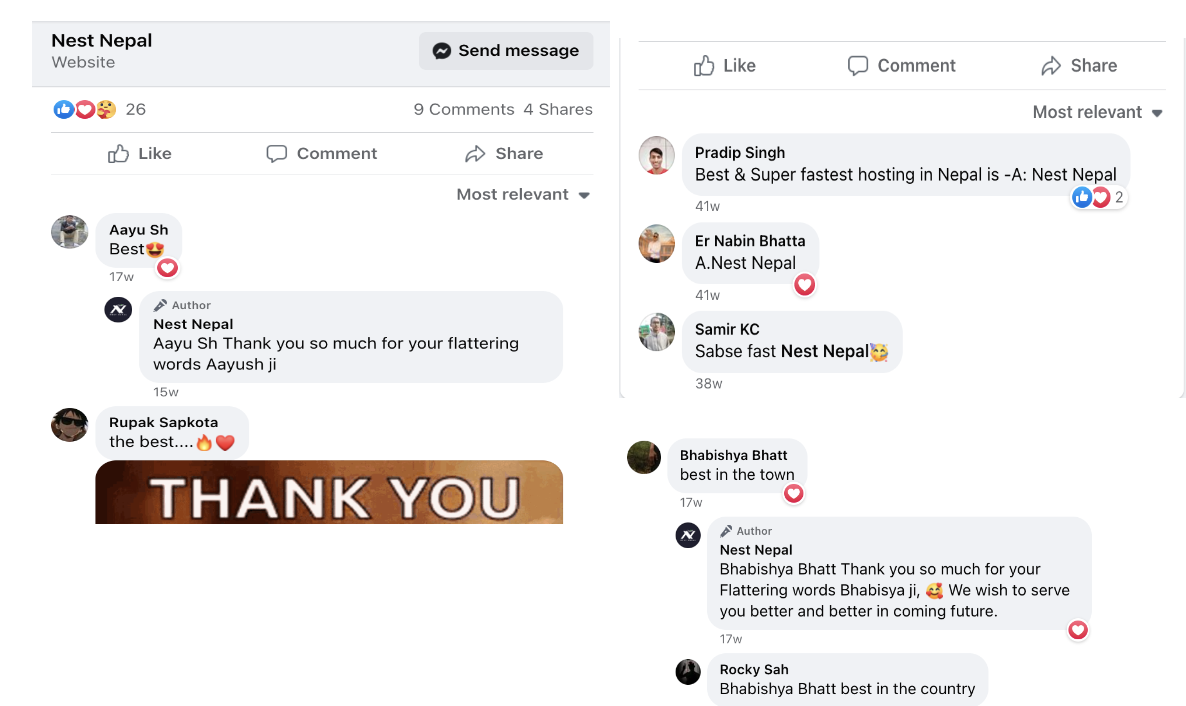 Nest Nepal
Website
Send message
26
9 Comments 4 Shares
Like
Comment
Share
Most relevant
Aayu Sh
Best😍
17w
Author
Nest Nepal
Aayu Sh Thank you so much for your flattering
words Aayush ji
15w
Rupak Sapkota
the best....🔥❤️
THANK YOU
Like
Comment
Share
Most relevant
Pradip Singh
Best & Super fastest hosting in Nepal is -A: Nest Nepal
2
41w
Er Nabin Bhatta
A.Nest Nepal
41w
Samir KC
Sabse fast Nest Nepal🥳
38w
Bhabishya Bhatt
best in the town
17w
Author
Nest Nepal
Bhabishya Bhatt Thank you so much for your
Flattering words Bhabisya ji, 🥰 We wish to serve
you better and better in coming future.
17w
Rocky Sah
Bhabishya Bhatt best in the country